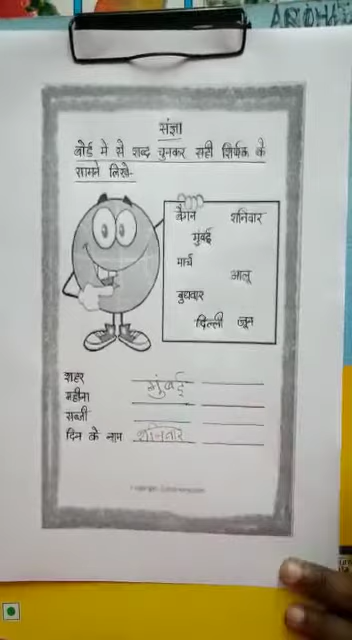 संज्ञा
बोर्ड में से शब्द चुनकर सही शिर्षक के
सामने लिखे-
बैंगन शनिवार
मुंबई
मार्च
आलू
बुधवार
दिल्ली जून
शहर मुंबई
महीना
सब्जी
दिन के नाम शनिवार